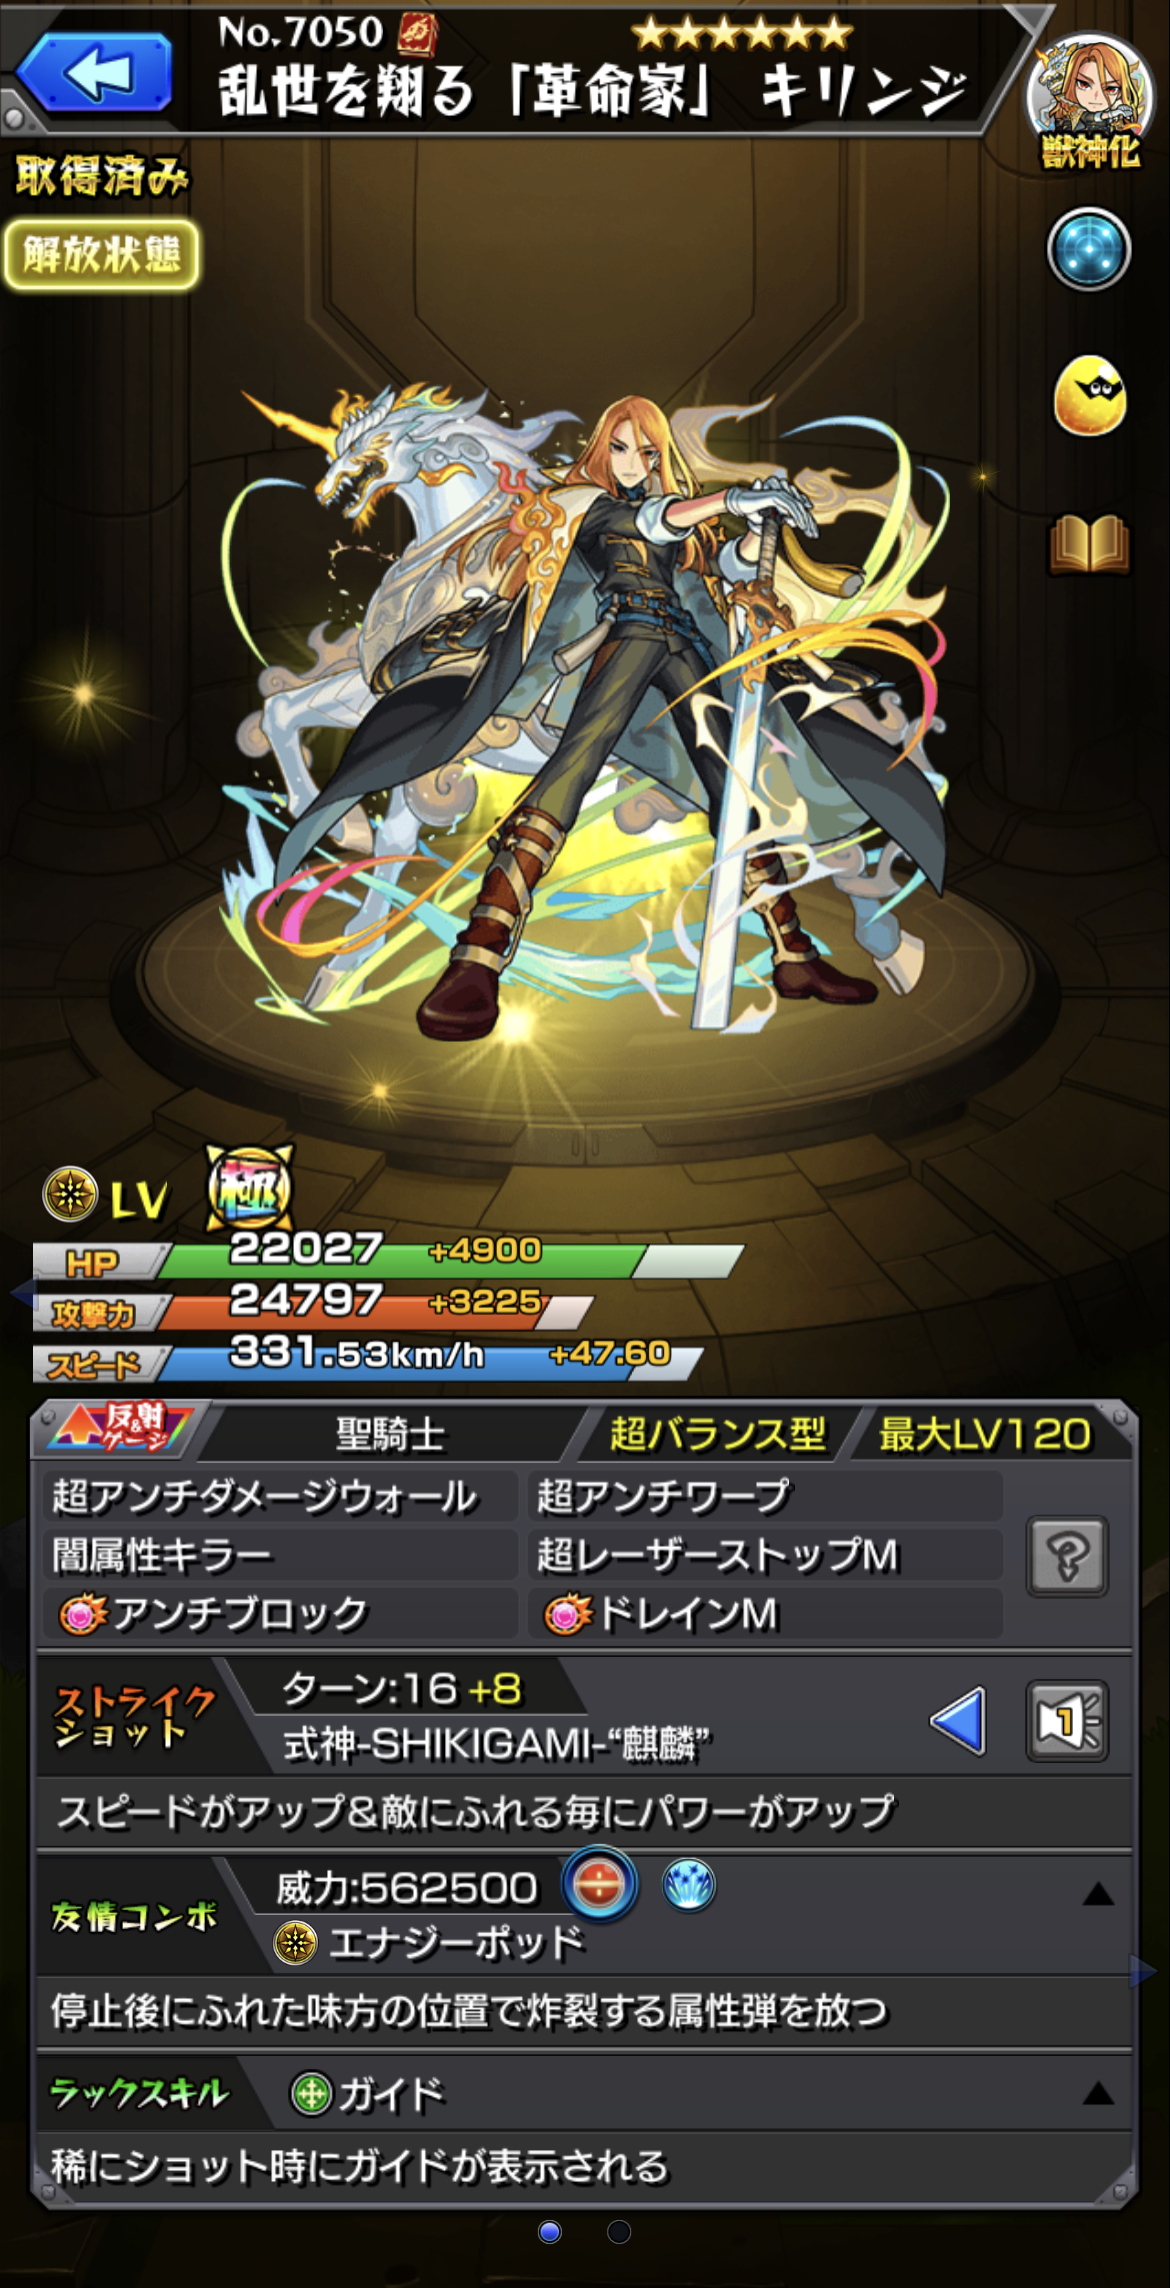 No.7050
乱世を翔る「革命家」 キリンジ
獣神化
取得済み
解放状態
LV 極
HP 22027 +4900
攻撃力 24797 +3225
スピード 331.53km/h +47.60
反射&ゲージ 聖騎士 超バランス型 最大LV120
超アンチダメージウォール 超アンチワープ
闇属性キラー 超レーザーストップM
アンチブロック ドレインM
?
ストライクショット ターン:16 +8
式神-SHIKIGAMI-“麒麟”
1
スピードがアップ&敵にふれる毎にパワーがアップ
友情コンボ 威力:562500
エナジーポッド
停止後にふれた味方の位置で炸裂する属性弾を放つ
ラックスキル ガイド
稀にショット時にガイドが表示される